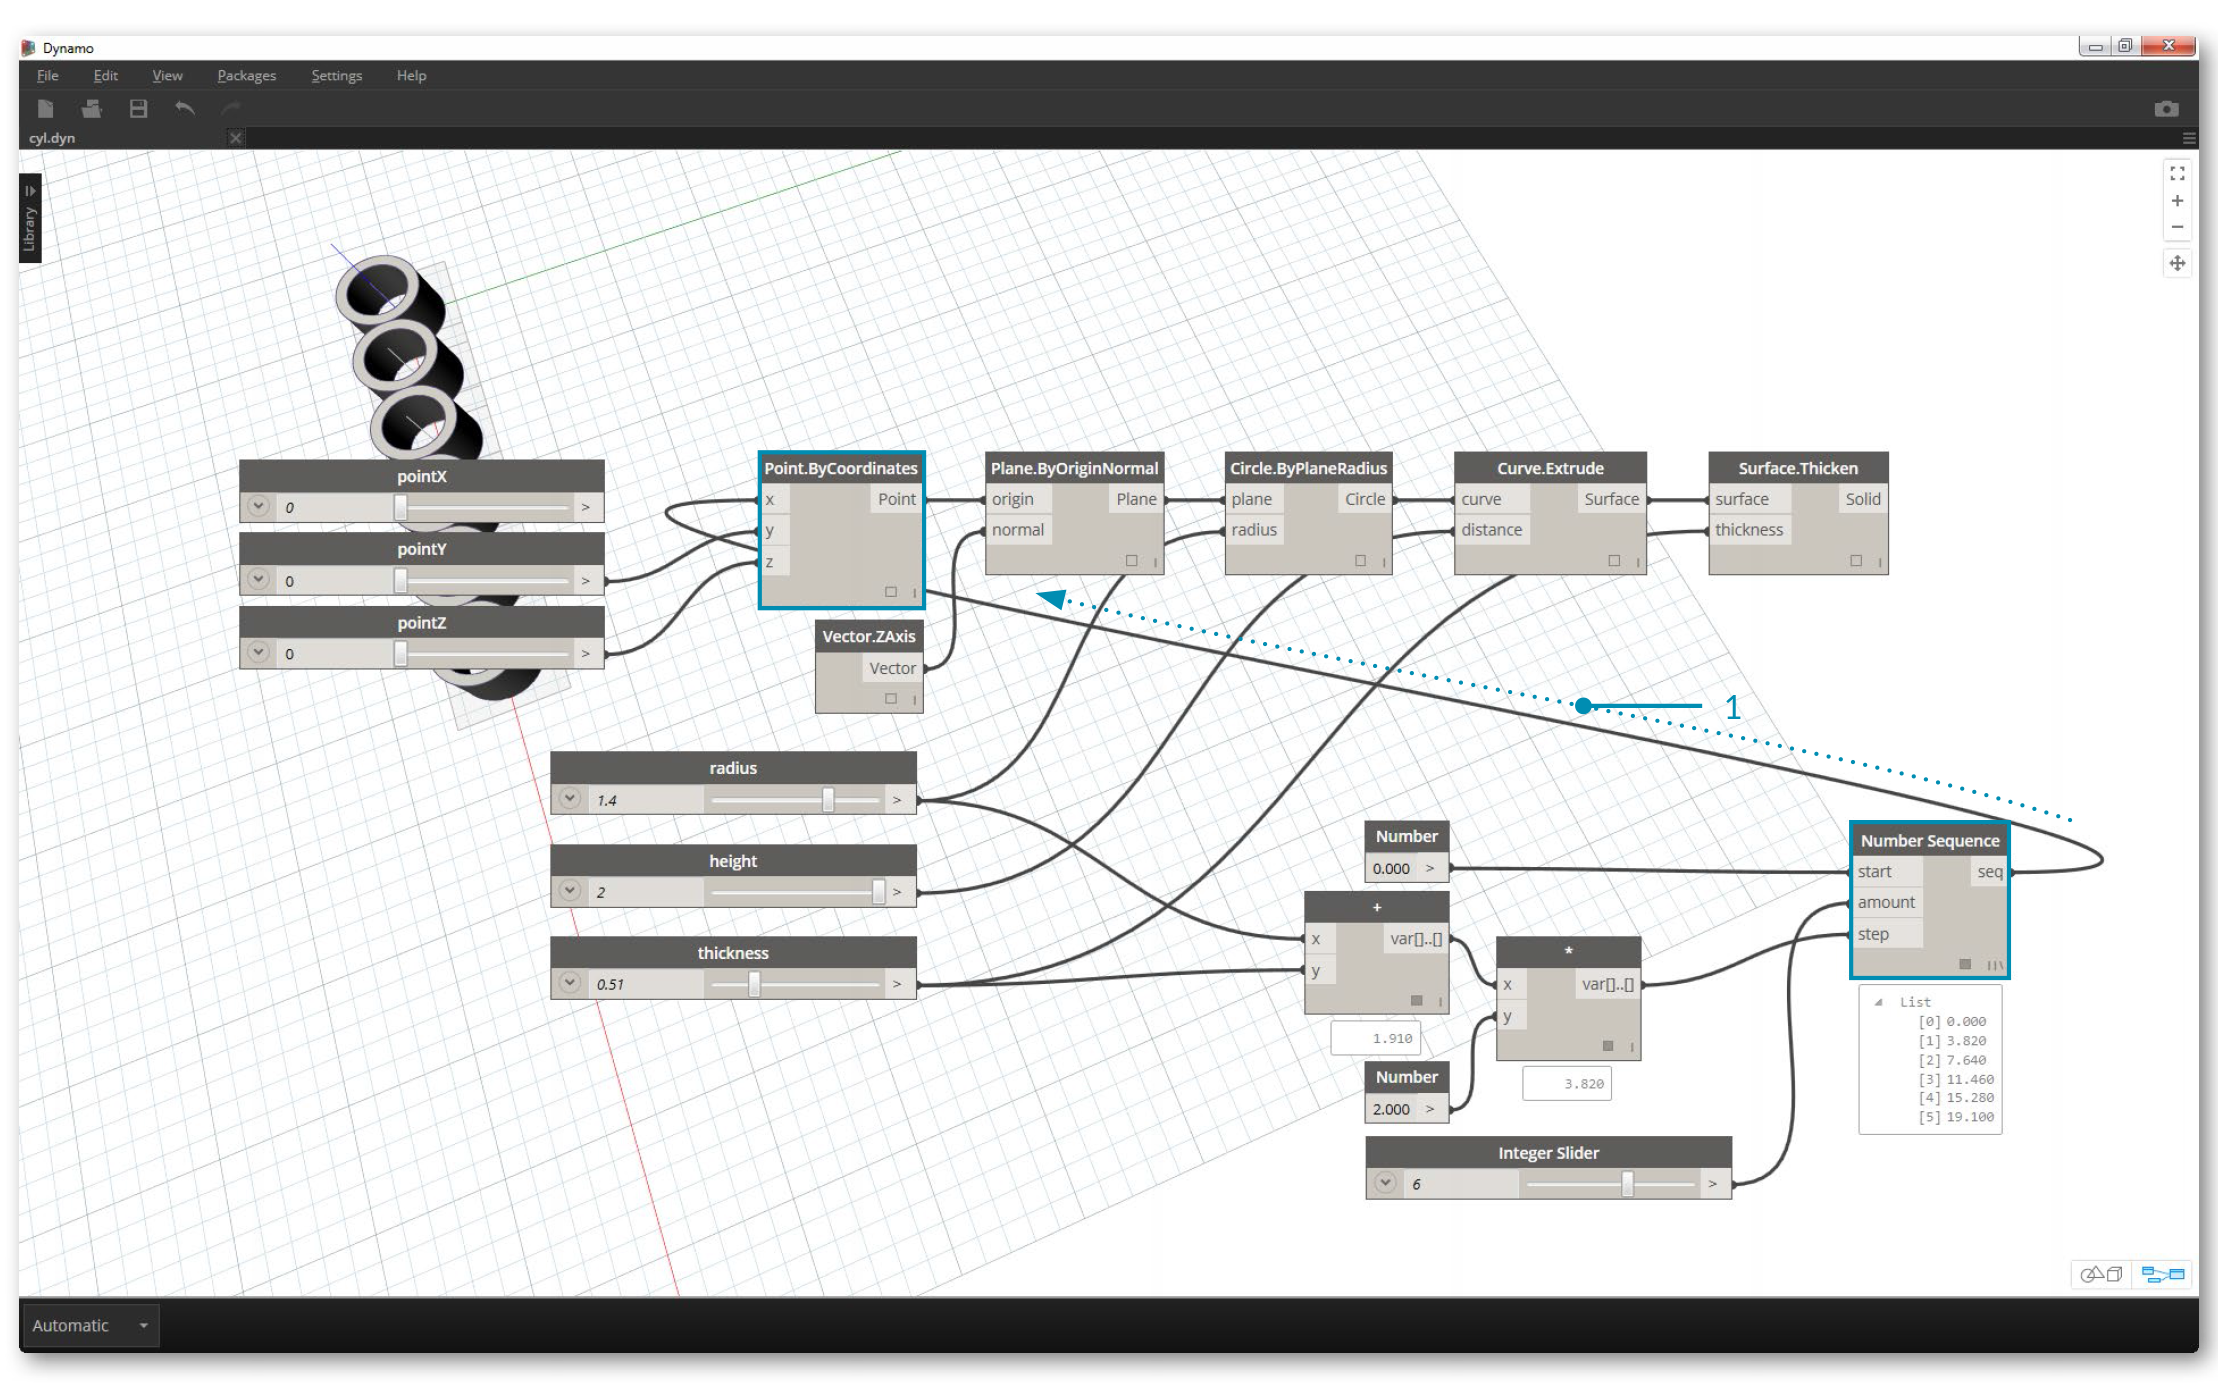 Dynamo
File Edit View Packages Settings Help
cyl.dyn
Library
pointX
0 >
pointY
0 >
pointZ
0 >
Point.ByCoordinates
x Point
y
z
Plane.ByOriginNormal
origin Plane
normal
Circle.ByPlaneRadius
plane Circle
radius
Curve.Extrude
curve Surface
distance
Surface.Thicken
surface Solid
thickness
Vector.ZAxis
Vector
1
radius
1.4 >
height
2 >
thickness
0.51 >
Number
0.000 >
+
x var[]..[]
y
1.910
Number
2.000 >
*
x var[]..[]
y
3.820
Integer Slider
6 >
Number Sequence
start seq
amount
step
List
[0] 0.000
[1] 3.820
[2] 7.640
[3] 11.460
[4] 15.280
[5] 19.100
Automatic